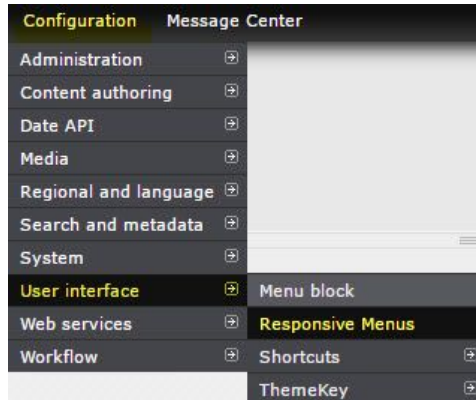 Configuration Message Center
Administration
Content authoring
Date API
Media
Regional and language
Search and metadata
System
User interface
Menu block
Web services
Responsive Menus
Workflow
Shortcuts
ThemeKey